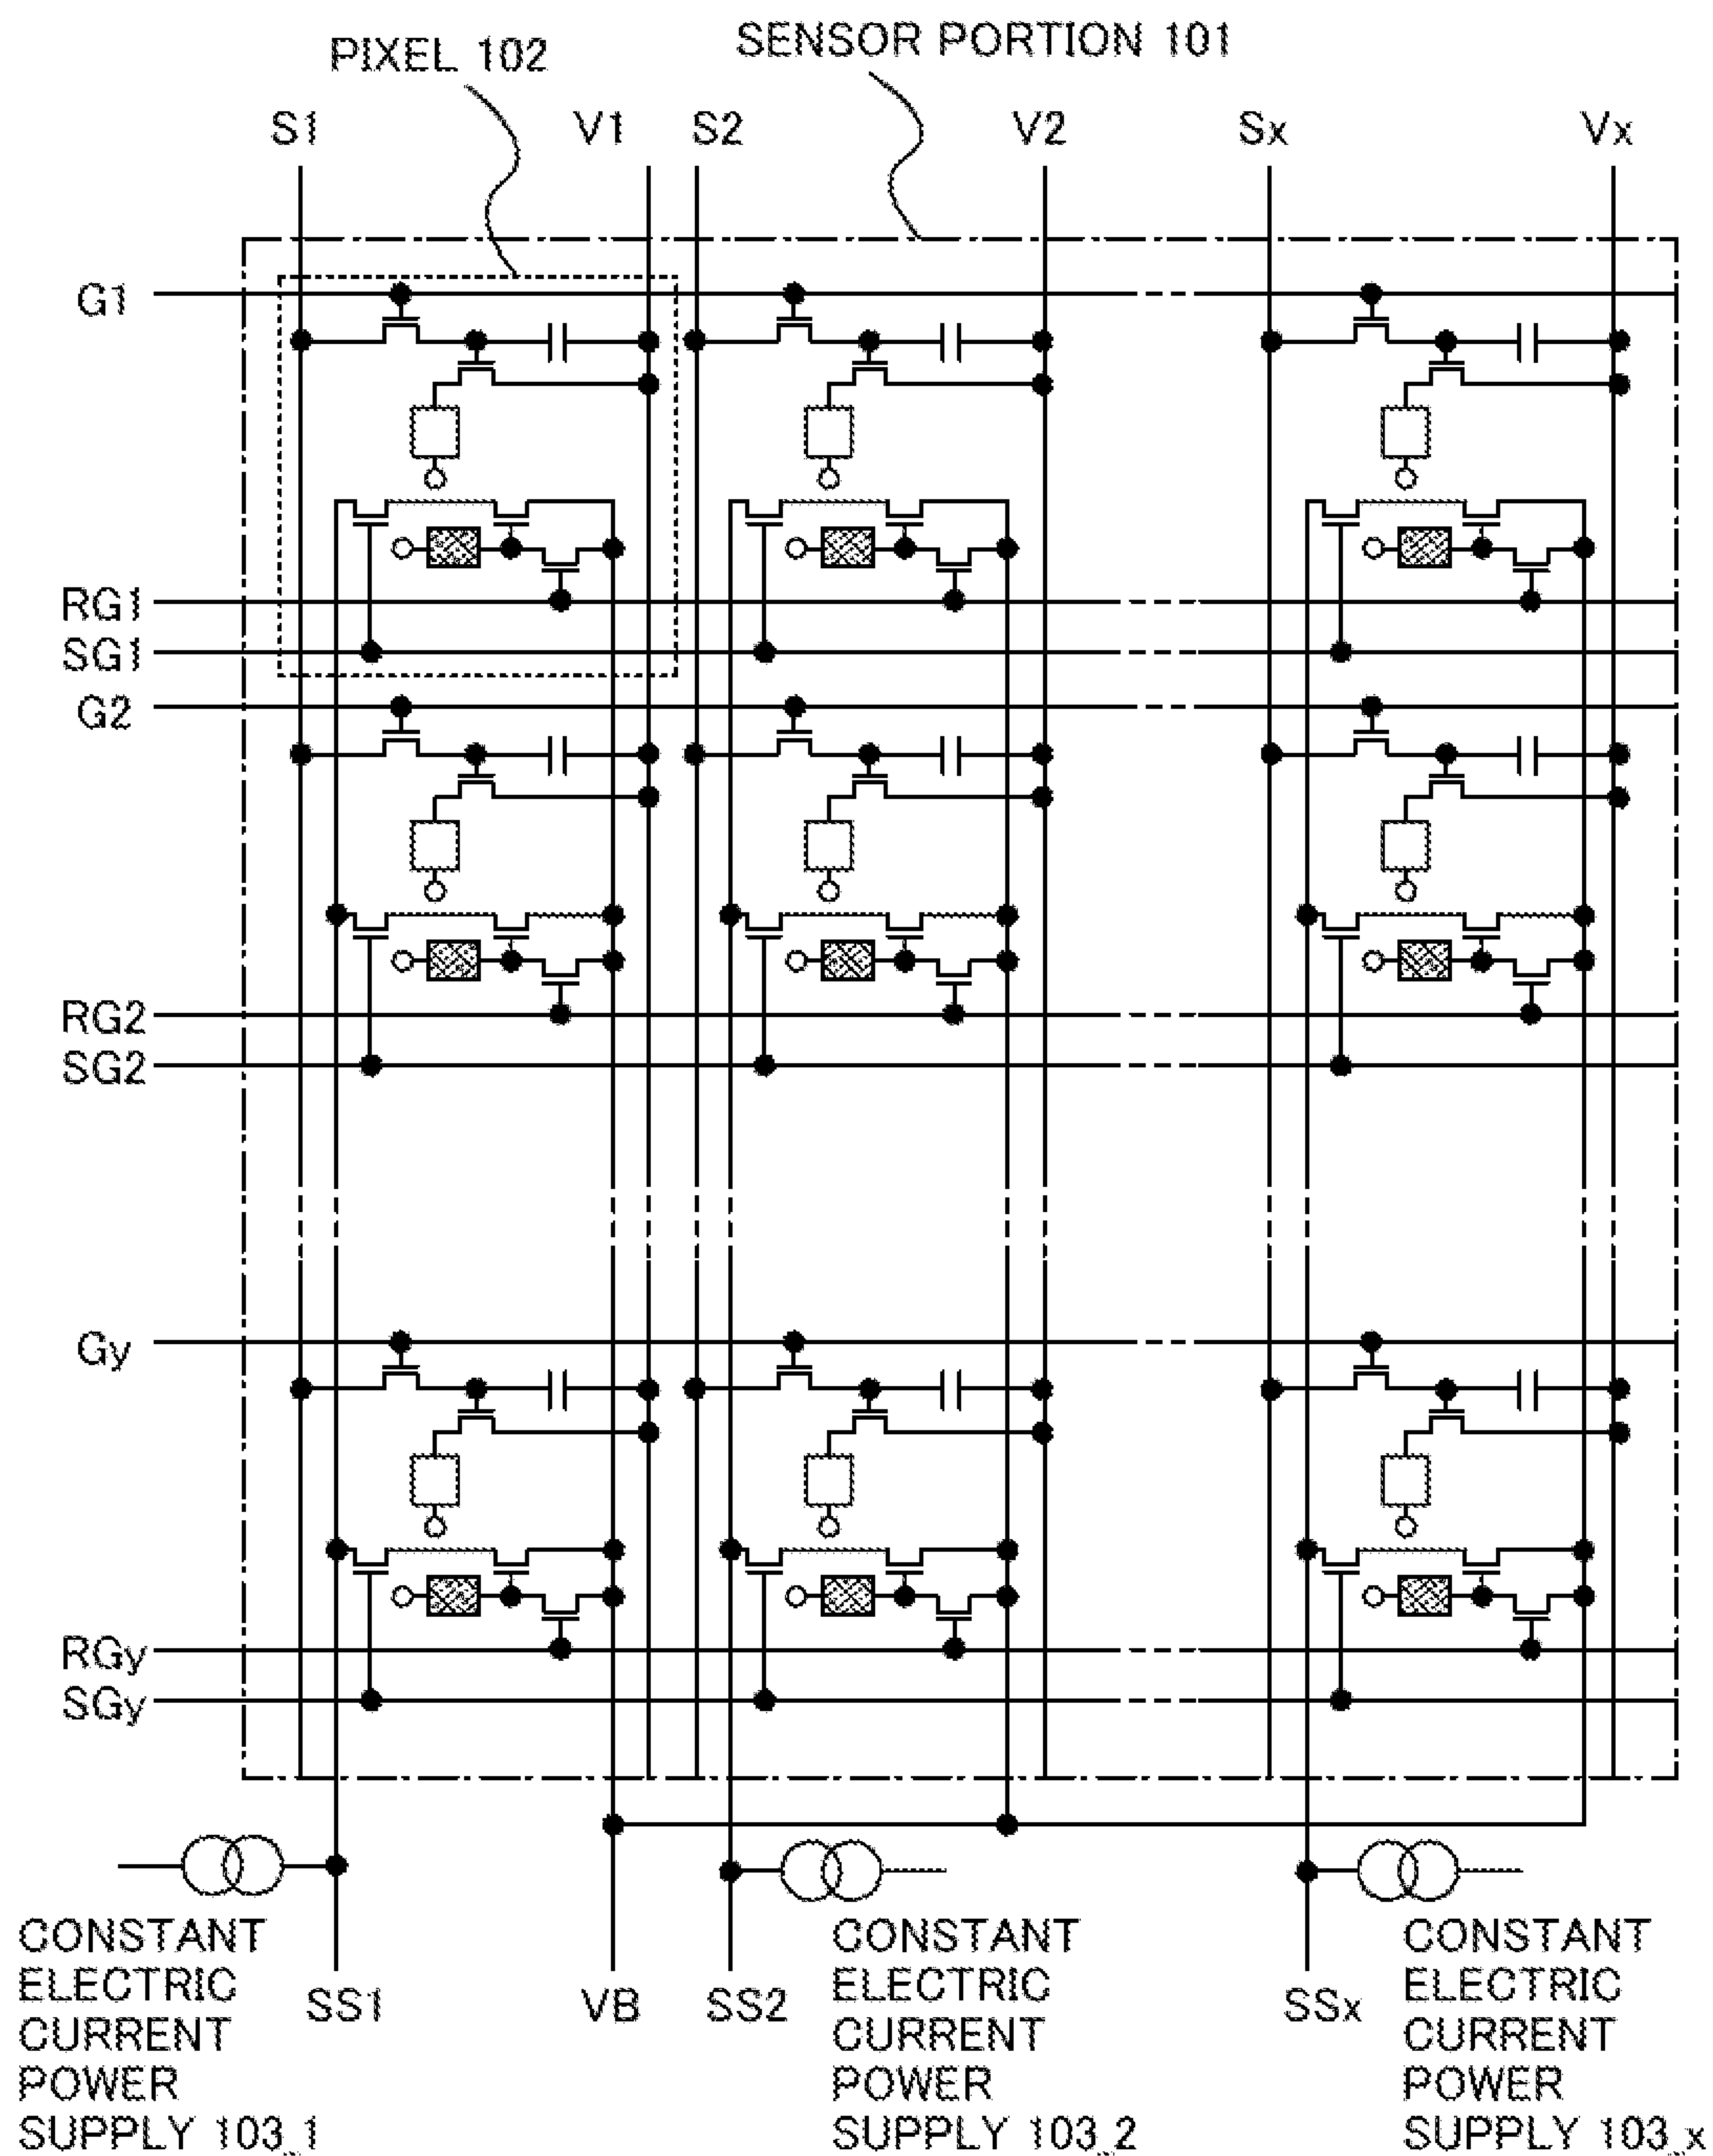 PIXEL 102
SENSOR PORTION 101
S1 V1 S2 V2 Sx Vx
G1
RG1
SG1
G2
RG2
SG2
Gy
RGy
SGy
SS1 VB SS2 SSx
CONSTANT
ELECTRIC
CURRENT
POWER
SUPPLY 103_1
CONSTANT
ELECTRIC
CURRENT
POWER
SUPPLY 103_2
CONSTANT
ELECTRIC
CURRENT
POWER
SUPPLY 103_x